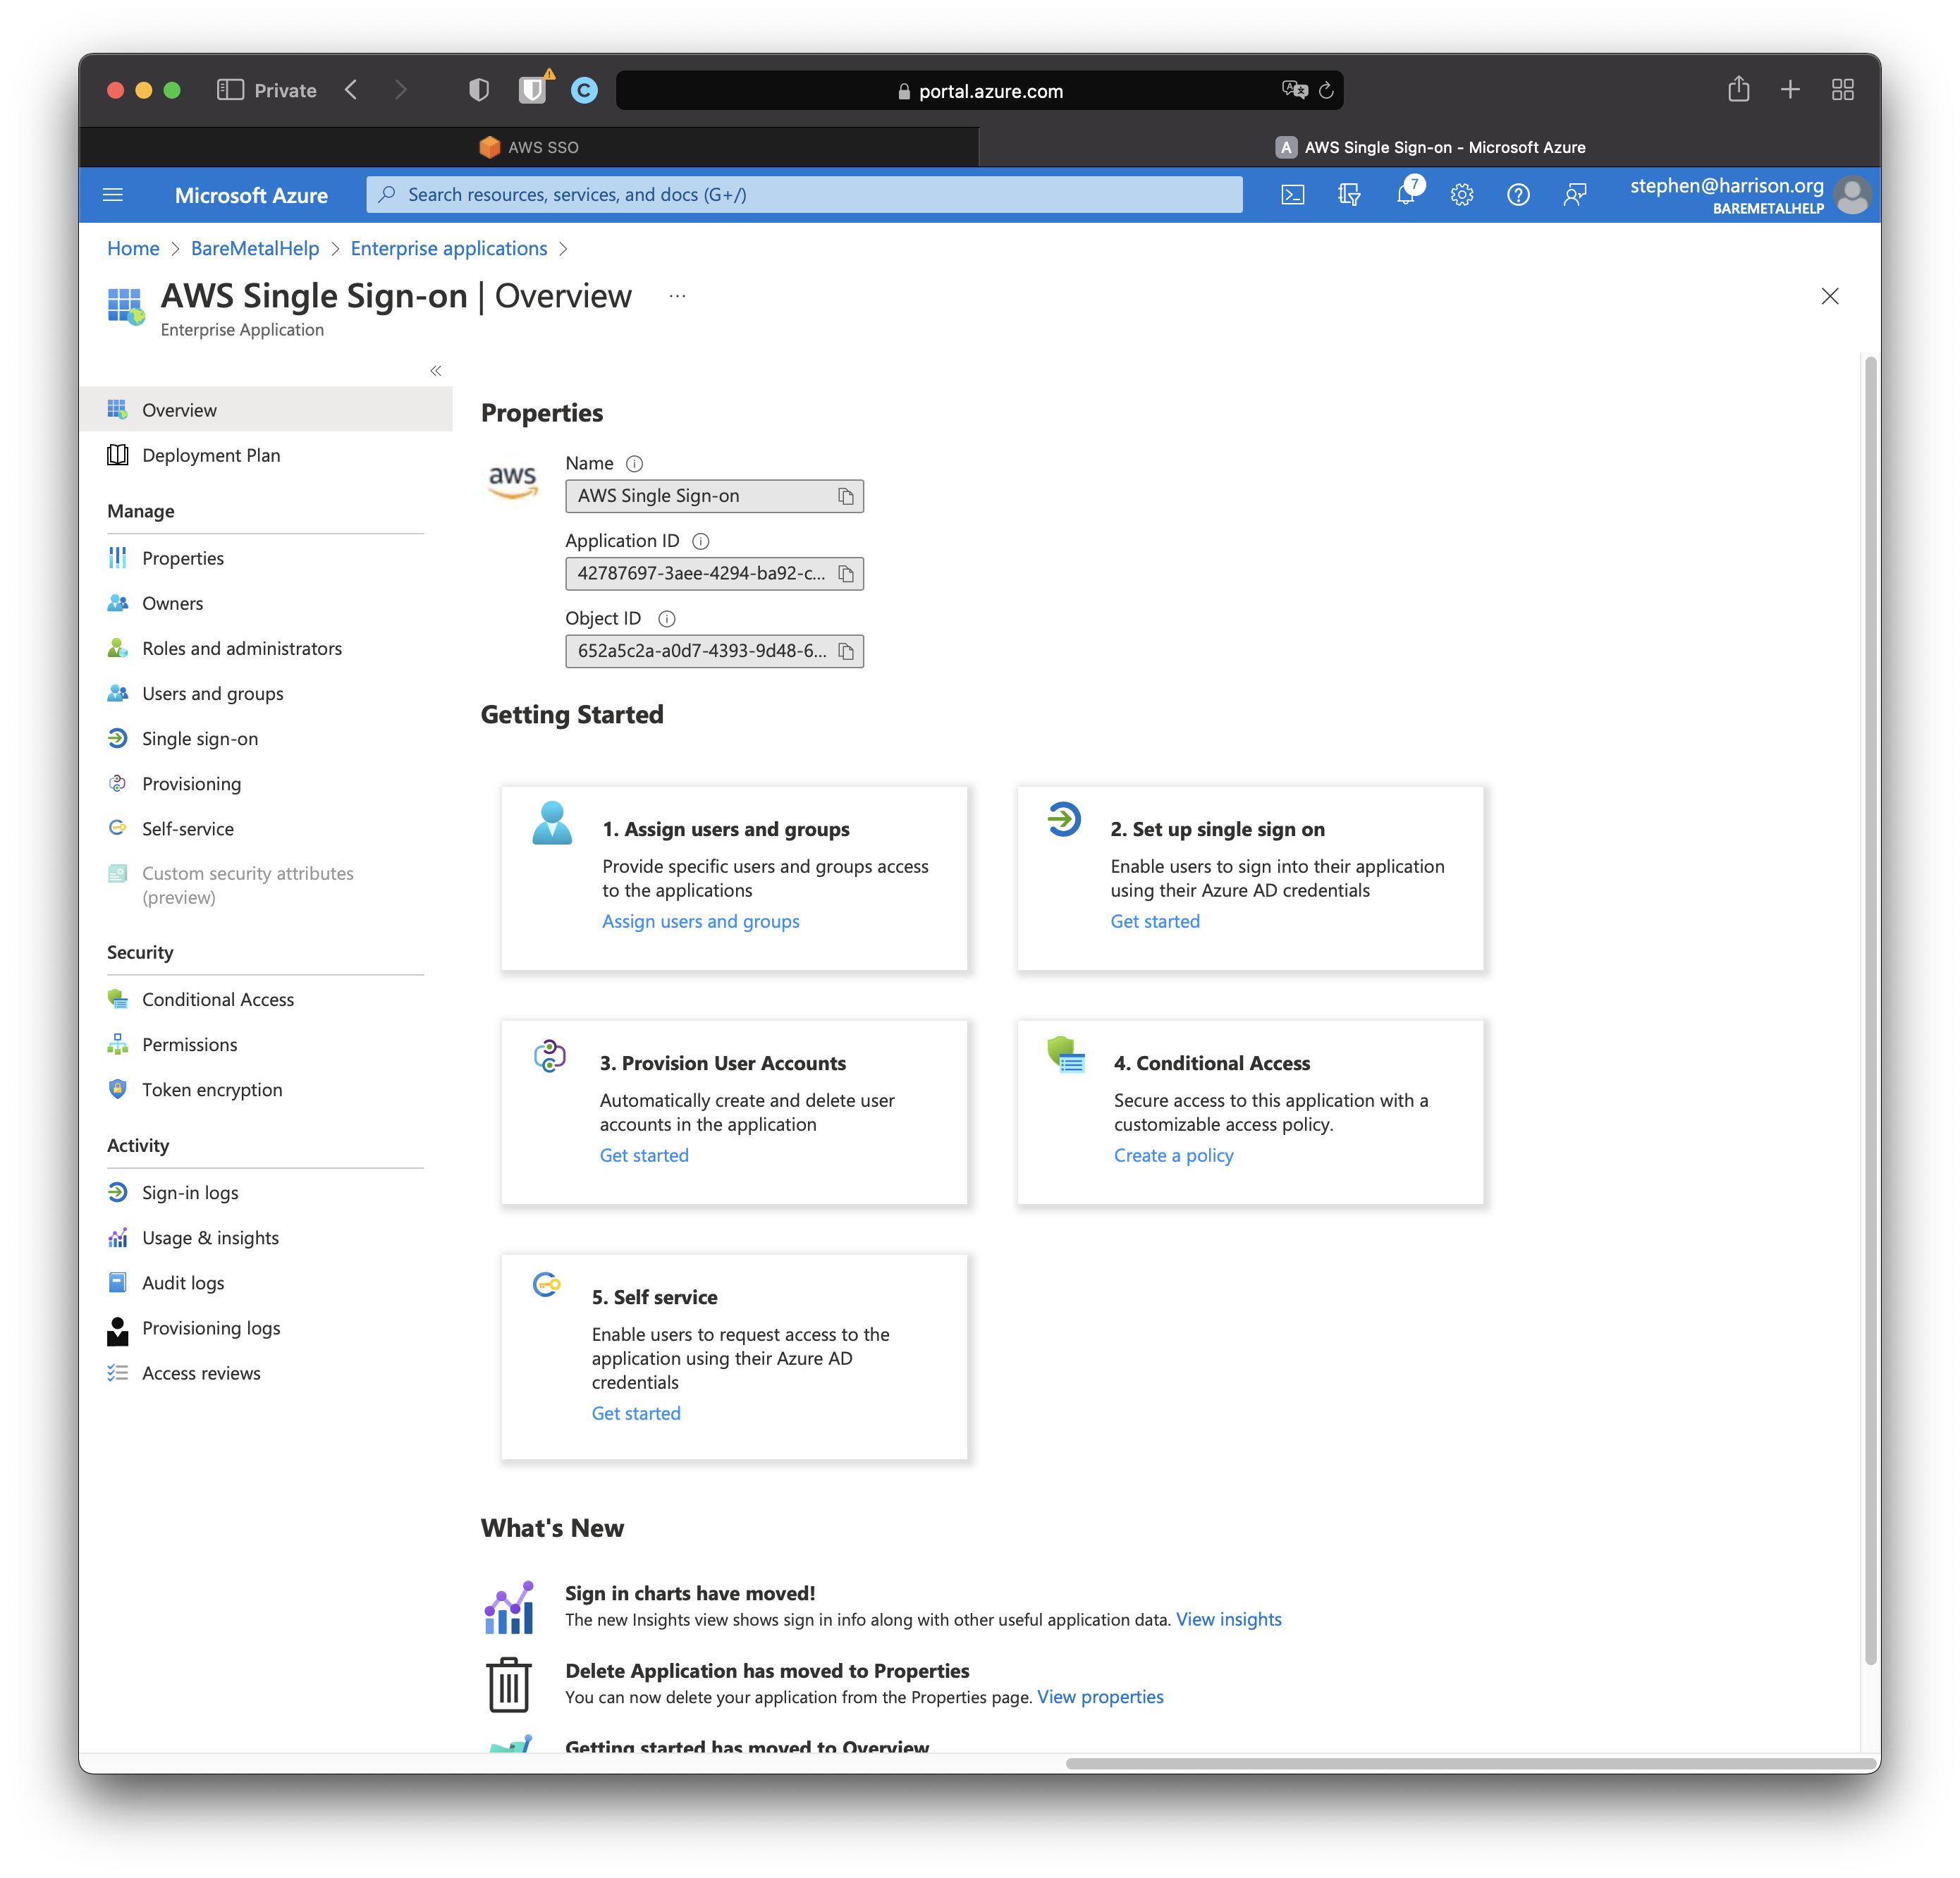 Private
portal.azure.com
AWS SSO
A AWS Single Sign-on - Microsoft Azure
Microsoft Azure
Search resources, services, and docs (G+/)
7
stephen@harrison.org
BAREMETALHELP
Home > BareMetalHelp > Enterprise applications >
AWS Single Sign-on | Overview ...
Enterprise Application
Overview
Deployment Plan
Manage
Properties
Owners
Roles and administrators
Users and groups
Single sign-on
Provisioning
Self-service
Custom security attributes
(preview)
Security
Conditional Access
Permissions
Token encryption
Activity
Sign-in logs
Usage & insights
Audit logs
Provisioning logs
Access reviews
Properties
aws
Name
AWS Single Sign-on
Application ID
42787697-3aee-4294-ba92-c...
Object ID
652a5c2a-a0d7-4393-9d48-6...
Getting Started
1. Assign users and groups
Provide specific users and groups access
to the applications
Assign users and groups
2. Set up single sign on
Enable users to sign into their application
using their Azure AD credentials
Get started
3. Provision User Accounts
Automatically create and delete user
accounts in the application
Get started
4. Conditional Access
Secure access to this application with a
customizable access policy.
Create a policy
5. Self service
Enable users to request access to the
application using their Azure AD
credentials
Get started
What's New
Sign in charts have moved!
The new Insights view shows sign in info along with other useful application data. View insights
Delete Application has moved to Properties
You can now delete your application from the Properties page. View properties
Getting started has moved to Overview